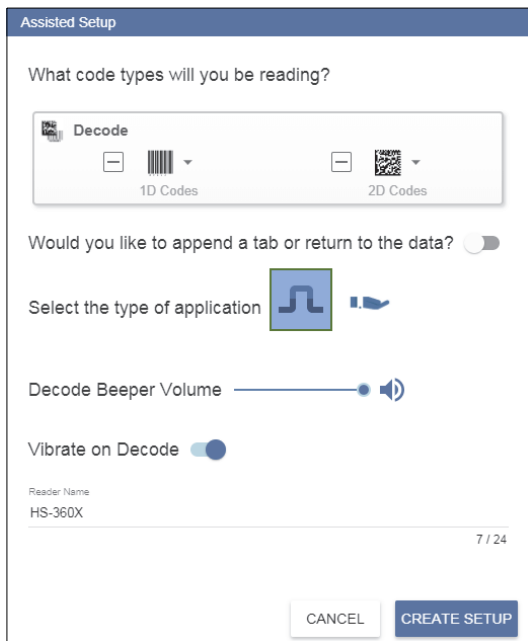 Assisted Setup
What code types will you be reading?
Decode
1D Codes 2D Codes
Would you like to append a tab or return to the data?
Select the type of application
Decode Beeper Volume
Vibrate on Decode
Reader Name
HS-360X
7 / 24
CANCEL CREATE SETUP